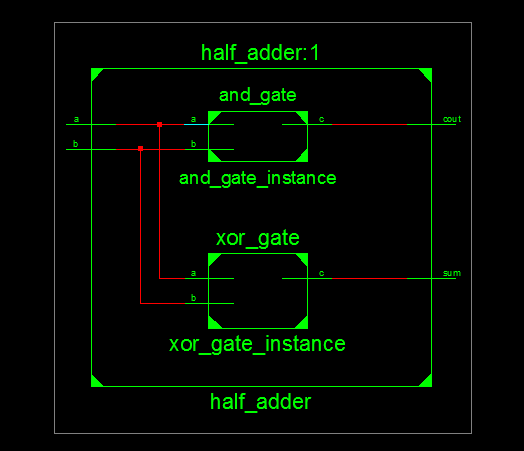 half_adder:1
and_gate
a a c cout
b b
and_gate_instance
xor_gate
a c sum
b
xor_gate_instance
half_adder